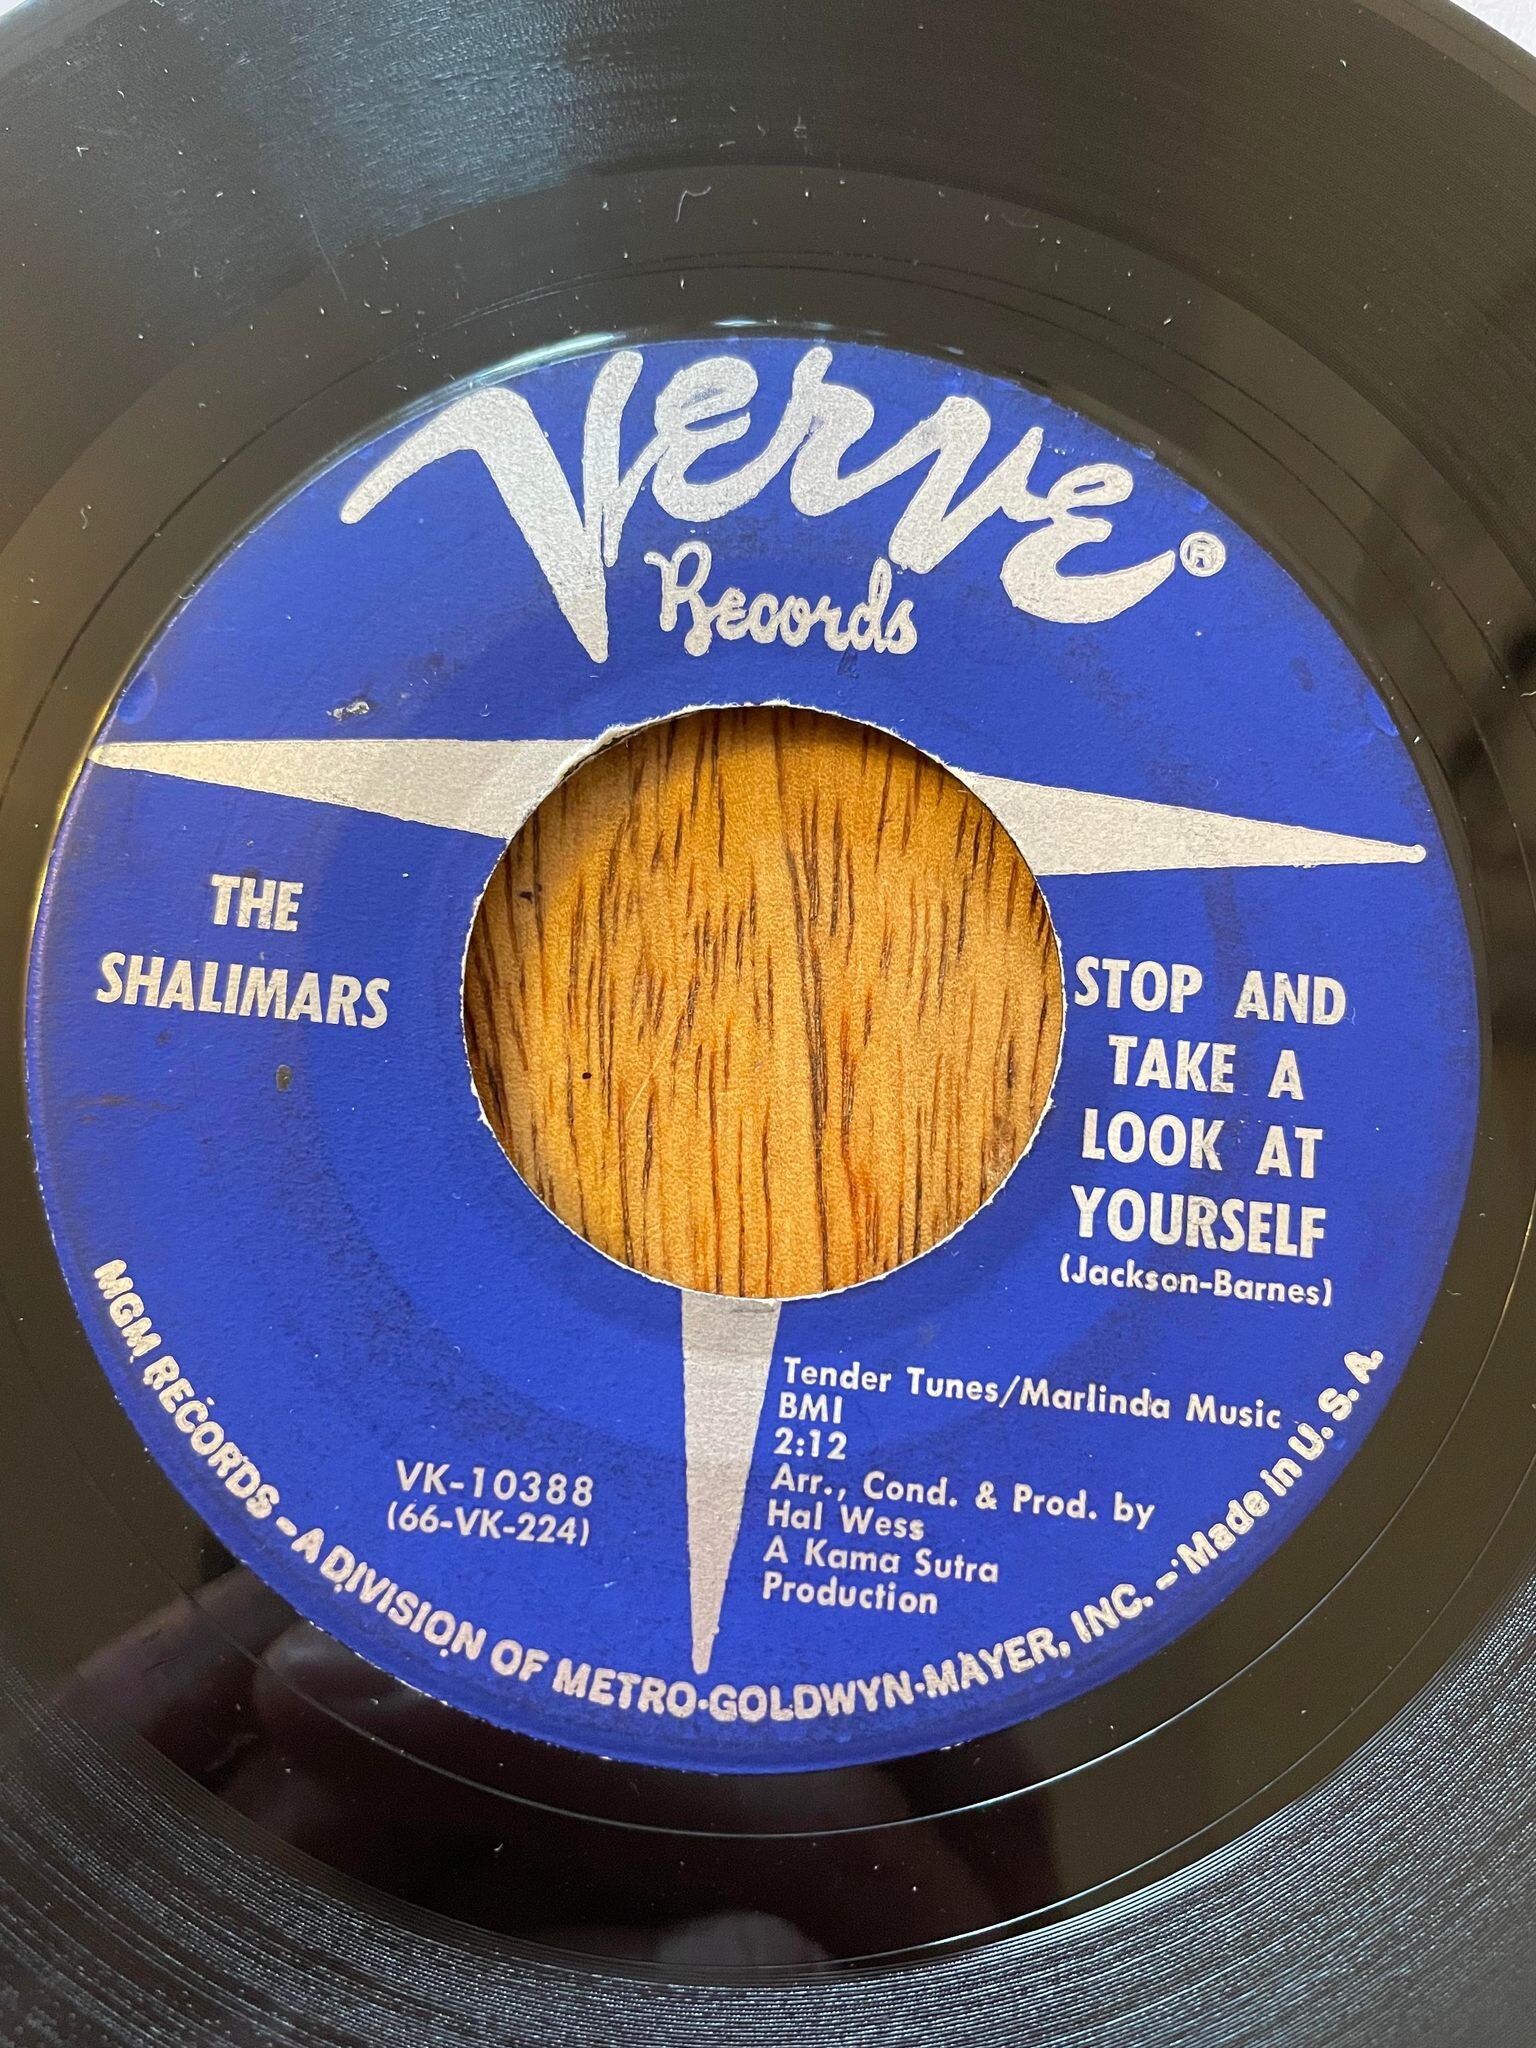 Verve®
Records
THE
SHALIMARS
STOP AND
TAKE A
LOOK AT
YOURSELF
(Jackson-Barnes)
Tender Tunes/Marlinda Music
BMI
2:12
Arr., Cond. & Prod. by
Hal Wess
A Kama Sutra
Production
VK-10388
(66-VK-224)
MGM RECORDS – A DIVISION OF METRO-GOLDWYN-MAYER, INC. – Made in U.S.A.